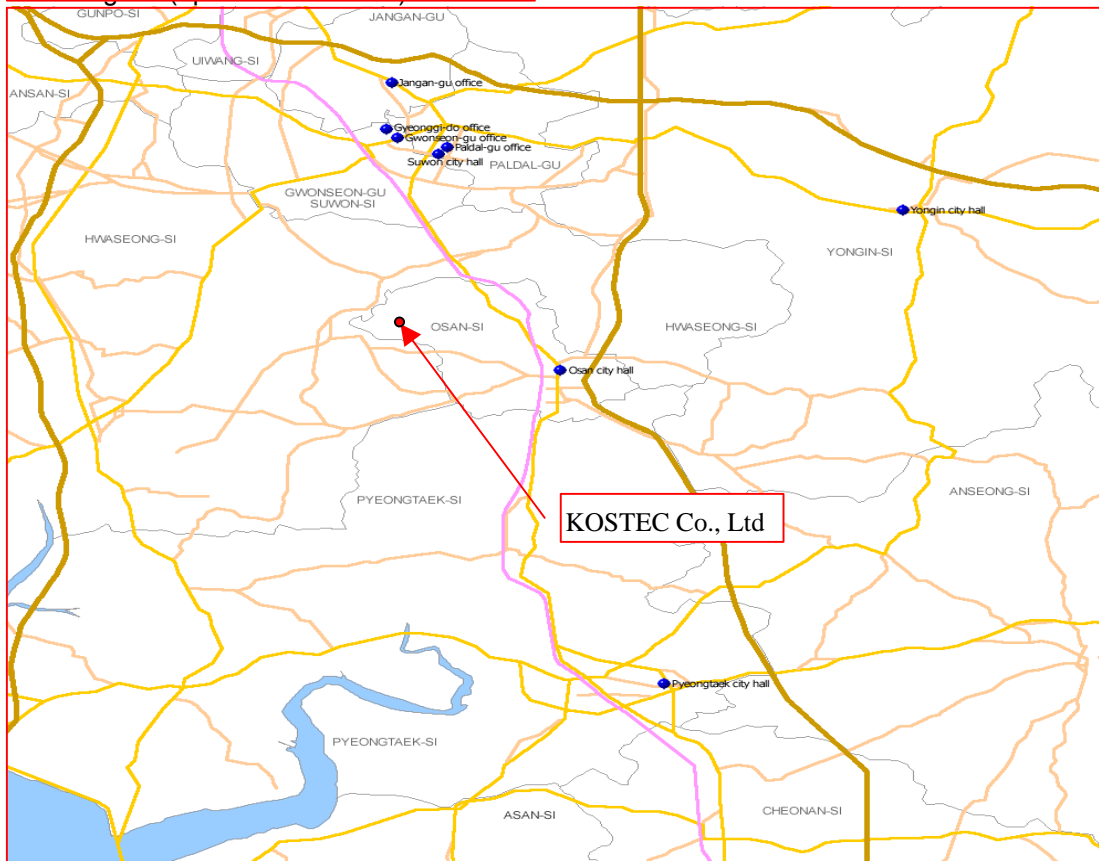 GUNPO-SI
JANGAN-GU
UIWANG-SI
ANSAN-SI
Jangan-gu office
Gyeonggi-do office
Gwonseon-gu office
Paldal-gu office
Suwon city hall
PALDAL-GU
GWONSEON-GU
SUWON-SI
Yongin city hall
HWASEONG-SI
YONGIN-SI
OSAN-SI
HWASEONG-SI
Osan city hall
ANSEONG-SI
PYEONGTAEK-SI
KOSTEC Co., Ltd
Pyeongtaek city hall
PYEONGTAEK-SI
ASAN-SI
CHEONAN-SI